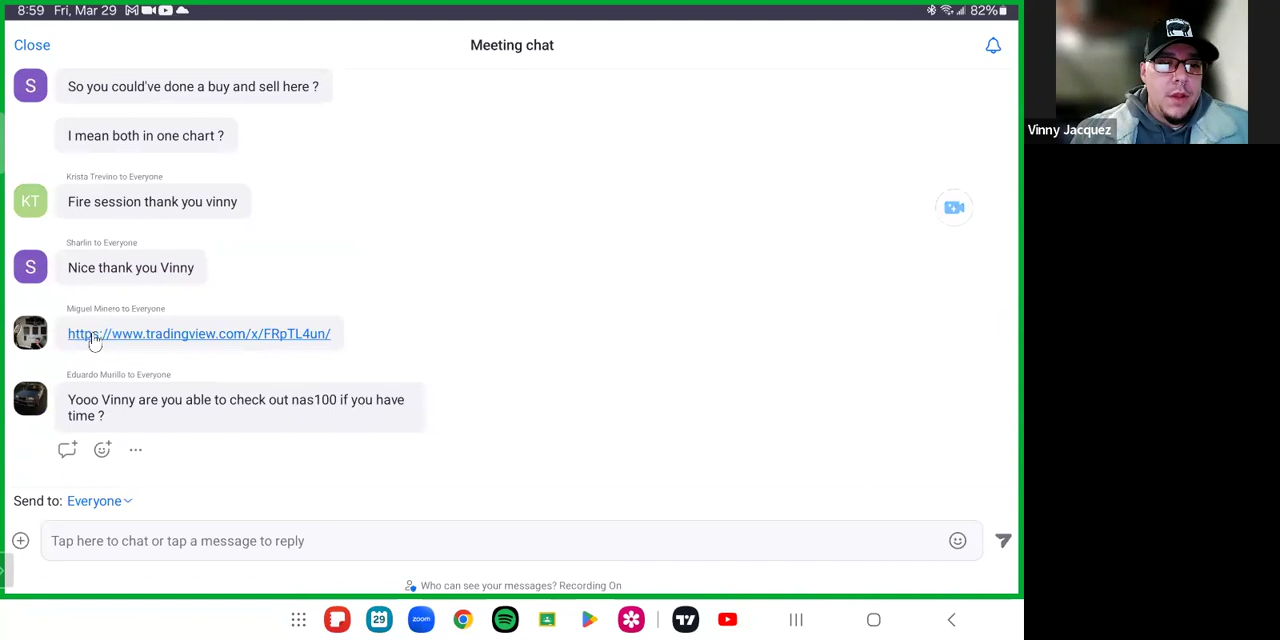 8:59 Fri, Mar 29
82%
Close
Meeting chat
S
So you could've done a buy and sell here ?
I mean both in one chart ?
Krista Trevino to Everyone
KT
Fire session thank you vinny
Sharlin to Everyone
S
Nice thank you Vinny
Miguel Minero to Everyone
https://www.tradingview.com/x/FRpTL4un/
Eduardo Murillo to Everyone
Yooo Vinny are you able to check out nas100 if you have
time ?
Send to: Everyone
Tap here to chat or tap a message to reply
Who can see your messages? Recording On
29
zoom
Vinny Jacquez